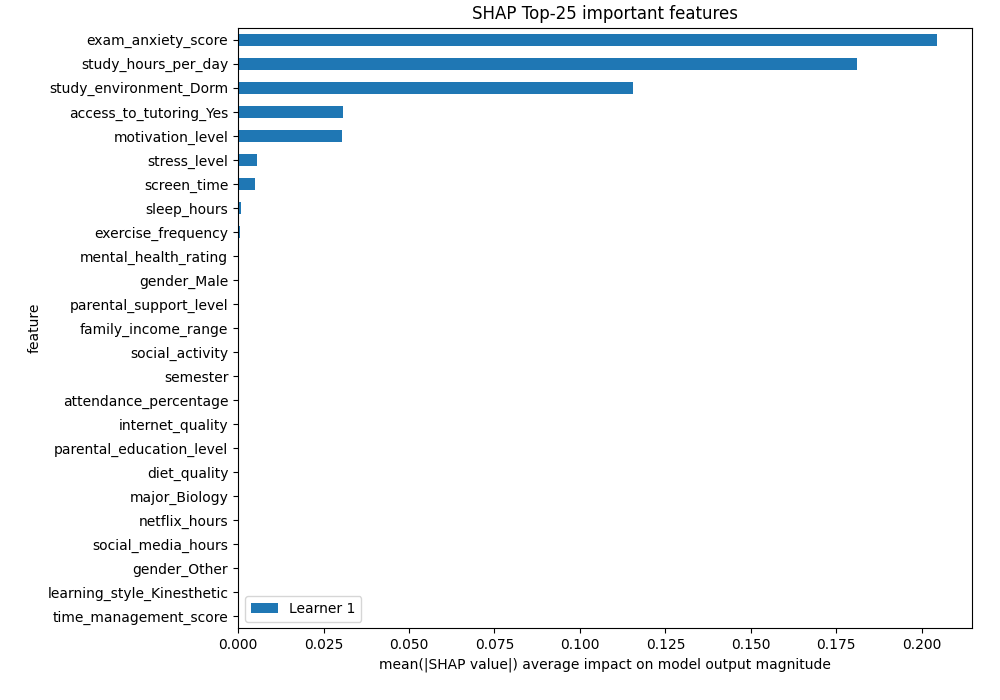 SHAP Top-25 important features
exam_anxiety_score
study_hours_per_day
study_environment_Dorm
access_to_tutoring_Yes
motivation_level
stress_level
screen_time
sleep_hours
exercise_frequency
mental_health_rating
gender_Male
parental_support_level
family_income_range
social_activity
semester
attendance_percentage
internet_quality
parental_education_level
diet_quality
major_Biology
netflix_hours
social_media_hours
gender_Other
learning_style_Kinesthetic
time_management_score
feature
Learner 1
0.000 0.025 0.050 0.075 0.100 0.125 0.150 0.175 0.200
mean(|SHAP value|) average impact on model output magnitude